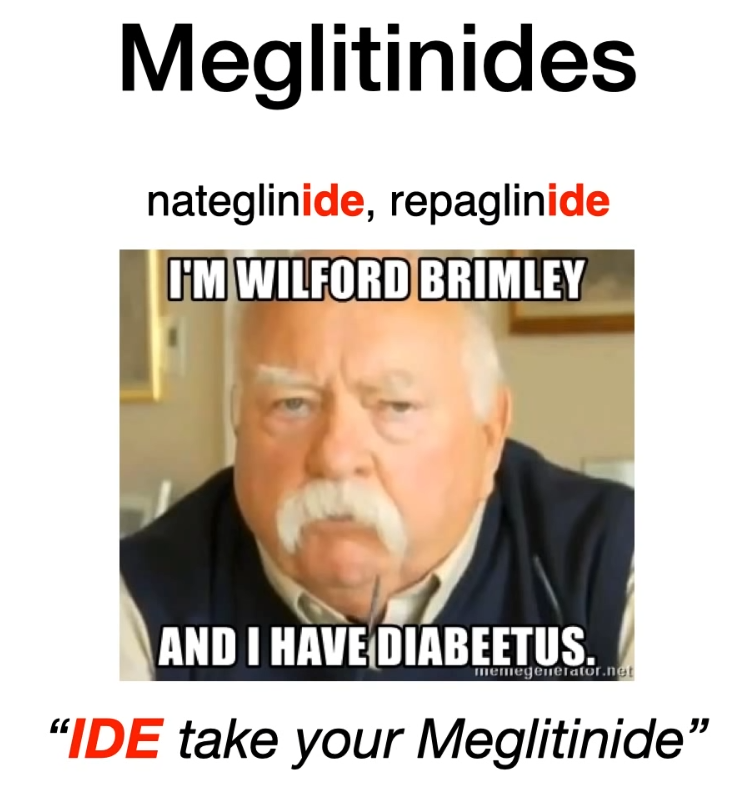 Meglitinides
nateglinide, repaglinide
I'M WILFORD BRIMLEY
AND I HAVE DIABEETUS.
memegenerator.net
“IDE take your Meglitinide”